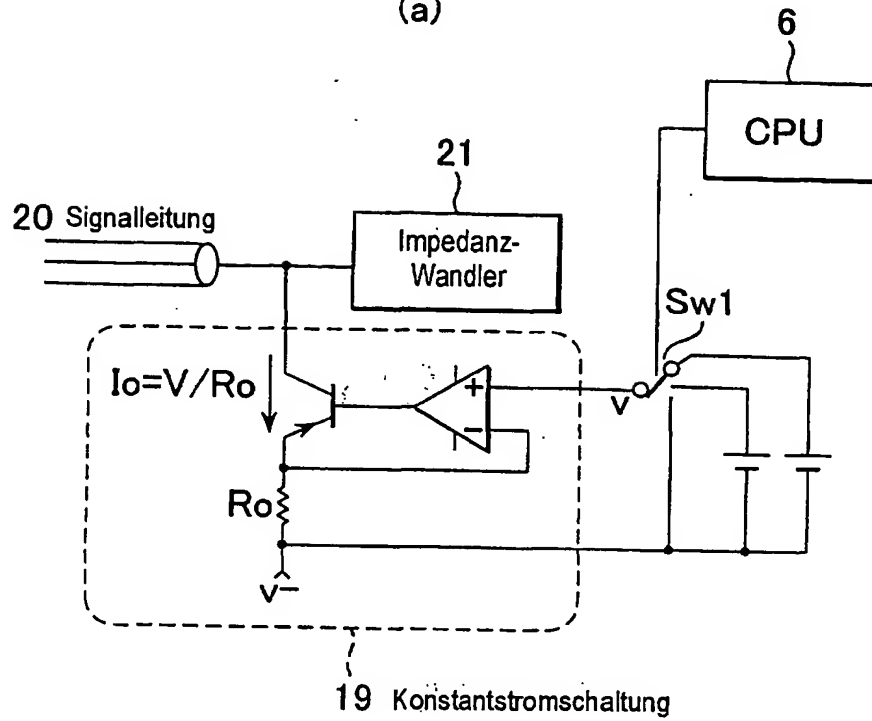 (a)
6
CPU
21
20 Signalleitung
Impedanz-
Wandler
Sw1
Io=V/Ro
+
V
−
Ro
V−
19 Konstantstromschaltung